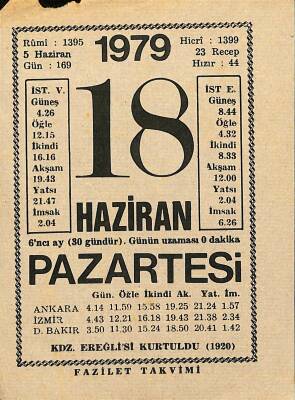 Rûmî : 1395
5 Haziran
Gün : 169
1979
Hicrî : 1399
23 Recep
Hızır : 44
İST. V.
Güneş
4.26
Öğle
12.15
İkindi
16.16
Akşam
19.43
Yatsı
21.47
İmsak
2.04
18
İST E.
Güneş
8.44
Öğle
4.32
İkindi
8.33
Akşam
12.00
Yatsı
2.04
İmsak
6.26
HAZİRAN
6'ncı ay (30 gündür). Günün uzaması 0 dakika
PAZARTESİ
Gün. Öğle İkindi Ak. Yat. İm.
ANKARA 4.14 11.59 15.58 19.25 21.24 1.57
İZMİR 4.43 12.21 16.18 19.43 21.38 2.34
D. BAKIR 3.50 11.30 15.24 18.50 20.41 1.42
KDZ. EREĞLİ'Sİ KURTULDU (1920)
FAZİLET TAKVİMİ